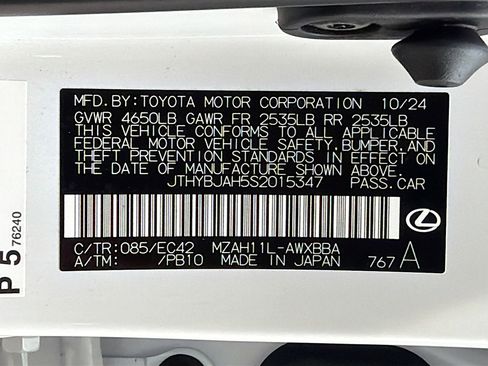 MFD. BY: TOYOTA MOTOR CORPORATION 10/24
GVWR 4650LB GAWR FR 2535LB RR 2535LB
THIS VEHICLE CONFORMS TO ALL APPLICABLE
FEDERAL MOTOR VEHICLE SAFETY, BUMPER, AND
THEFT PREVENTION STANDARDS IN EFFECT ON
THE DATE OF MANUFACTURE SHOWN ABOVE.
JTHYBJAH5S2015347 PASS. CAR
C/TR: 085/EC42 MZAH11L-AWXBBA
A/TM: /PB10 MADE IN JAPAN 767 A
P 5 76240